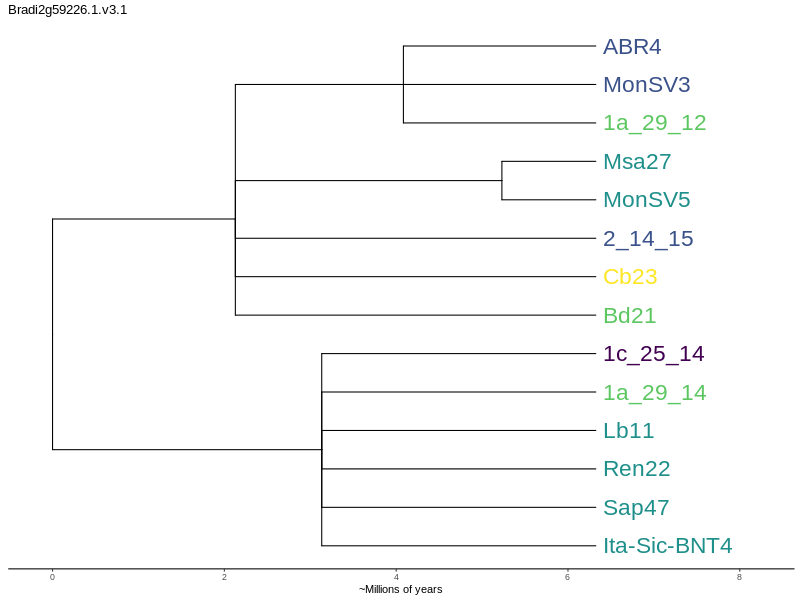 Bradi2g59226.1.v3.1
ABR4
MonSV3
1a_29_12
Msa27
MonSV5
2_14_15
Cb23
Bd21
1c_25_14
1a_29_14
Lb11
Ren22
Sap47
Ita-Sic-BNT4
0 2 4 6 8
~Millions of years